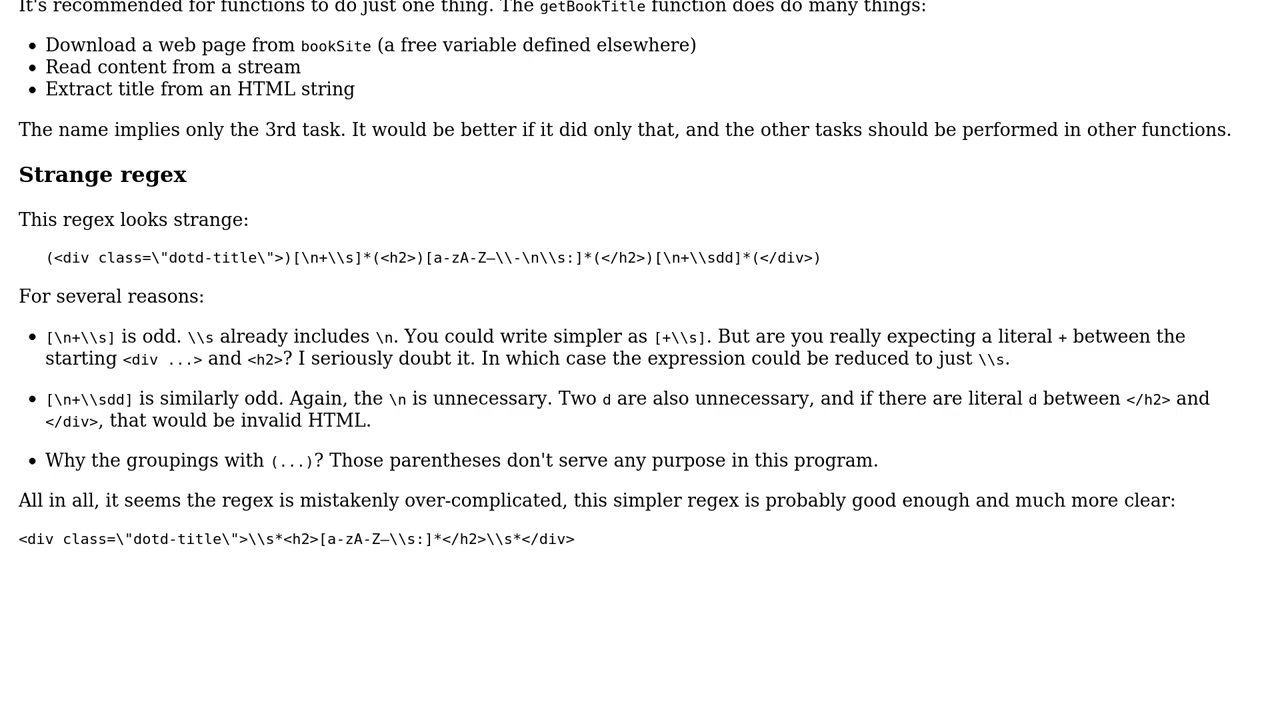 It's recommended for functions to do just one thing. The getBookTitle function does do many things:
• Download a web page from bookSite (a free variable defined elsewhere)
• Read content from a stream
• Extract title from an HTML string
The name implies only the 3rd task. It would be better if it did only that, and the other tasks should be performed in other functions.
Strange regex
This regex looks strange:
(<div class=\"dotd-title\">)[\n+\\s]*(<h2>)[a-zA-Z—\\-\n\\s:]*(</h2>)[\n+\\sdd]*(</div>)
For several reasons:
• [\n+\\s] is odd. \\s already includes \n. You could write simpler as [+\\s]. But are you really expecting a literal + between the
starting <div ...> and <h2>? I seriously doubt it. In which case the expression could be reduced to just \\s.
• [\n+\\sdd] is similarly odd. Again, the \n is unnecessary. Two d are also unnecessary, and if there are literal d between </h2> and
</div>, that would be invalid HTML.
• Why the groupings with (...)? Those parentheses don't serve any purpose in this program.
All in all, it seems the regex is mistakenly over-complicated, this simpler regex is probably good enough and much more clear:
<div class=\"dotd-title\">\\s*<h2>[a-zA-Z—\\s:]*</h2>\\s*</div>